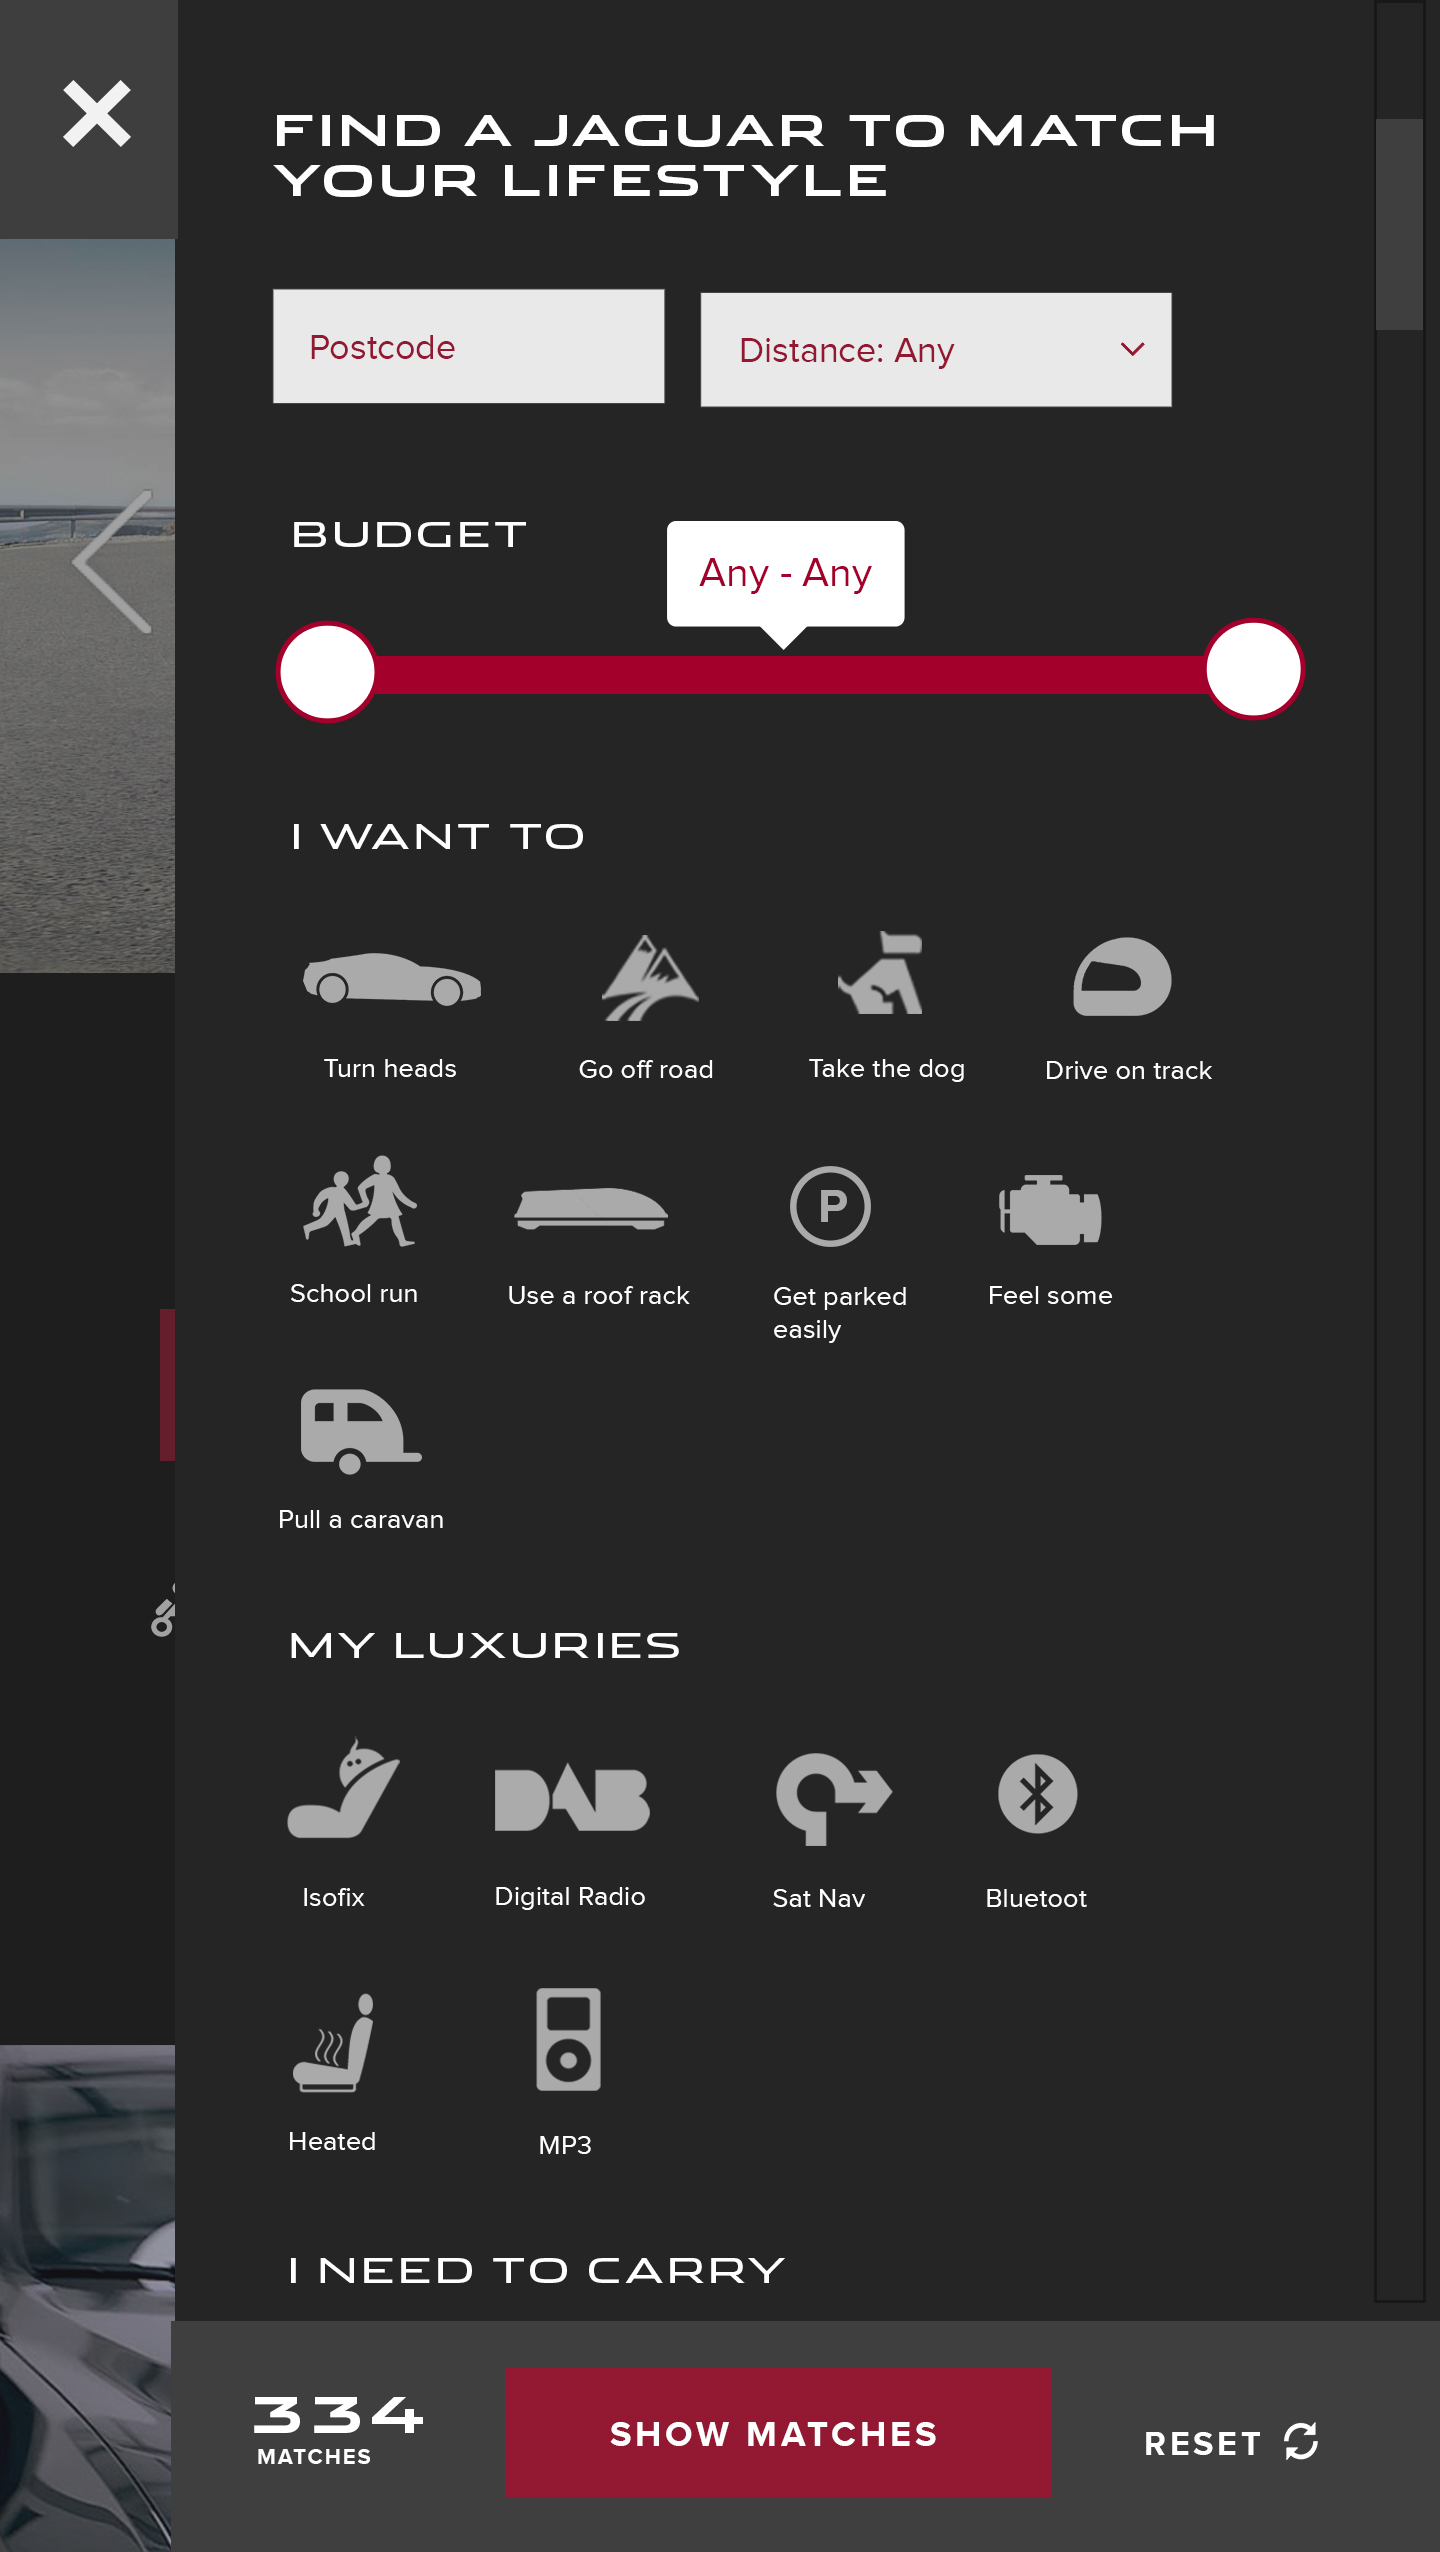 FIND A JAGUAR TO MATCH
YOUR LIFESTYLE
Postcode
Distance: Any
BUDGET
Any - Any
I WANT TO
Turn heads
Go off road
Take the dog
Drive on track
P
School run
Use a roof rack
Get parked
easily
Feel some
Pull a caravan
MY LUXURIES
DAB
Isofix
Digital Radio
Sat Nav
Bluetoot
Heated
MP3
I NEED TO CARRY
334
MATCHES
SHOW MATCHES
RESET